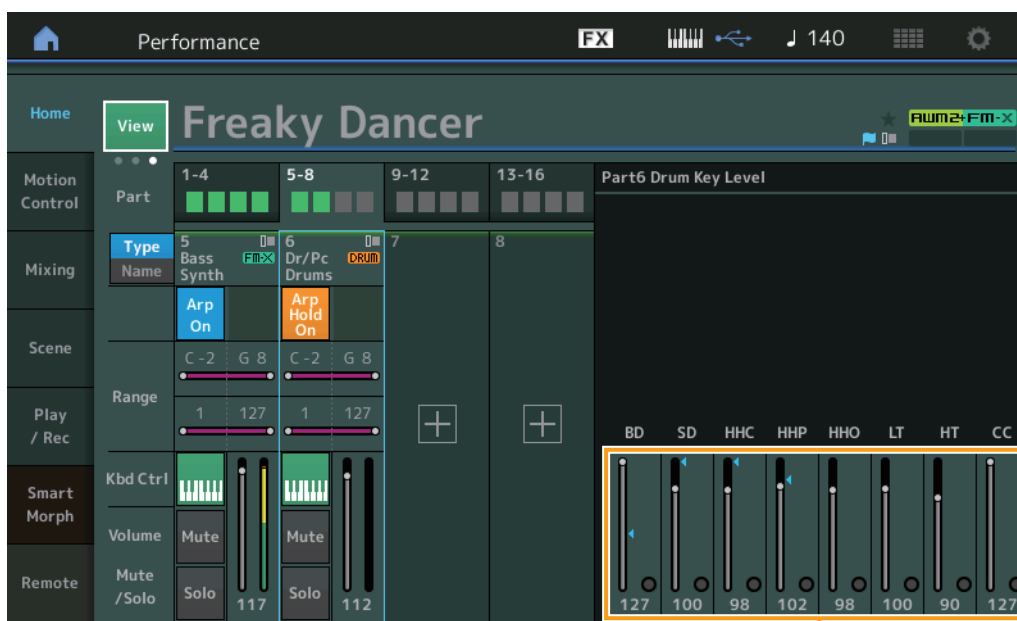 Performance
FX
140
Home
View
Freaky Dancer
AWM2+FM-X
Motion
Control
Part
1-4
5-8
9-12
13-16
Part6 Drum Key Level
Type
Name
5
Bass
Synth
FM-X
6
Dr/Pc
Drums
DRUM
7
8
Mixing
Arp
On
Arp
Hold
On
Scene
Range
C -2
G 8
C -2
G 8
1
127
1
127
Play
/ Rec
BD
SD
HHC
HHP
HHO
LT
HT
CC
Kbd Ctrl
Smart
Morph
Volume
Mute
Mute
Remote
Mute
/Solo
Solo
117
Solo
112
127
100
98
102
98
100
90
127